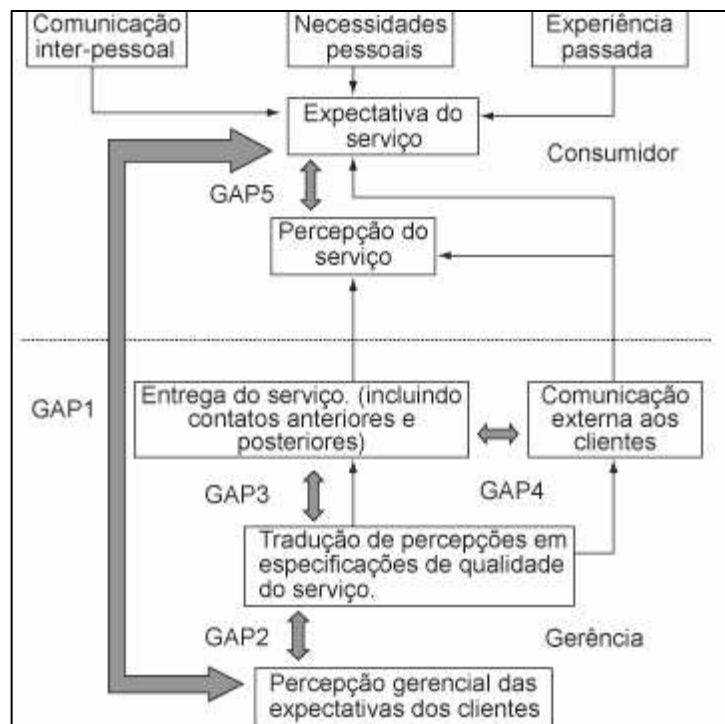 Comunicação
inter-pessoal
Necessidades
pessoais
Experiência
passada
Expectativa do
serviço
Consumidor
GAP5
Percepção do
serviço
GAP1
Entrega do serviço. (incluindo
contatos anteriores e
posteriores)
Comunicação
externa aos
clientes
GAP3
GAP4
Tradução de percepções em
especificações de qualidade
do serviço.
GAP2
Gerência
Percepção gerencial das
expectativas dos clientes